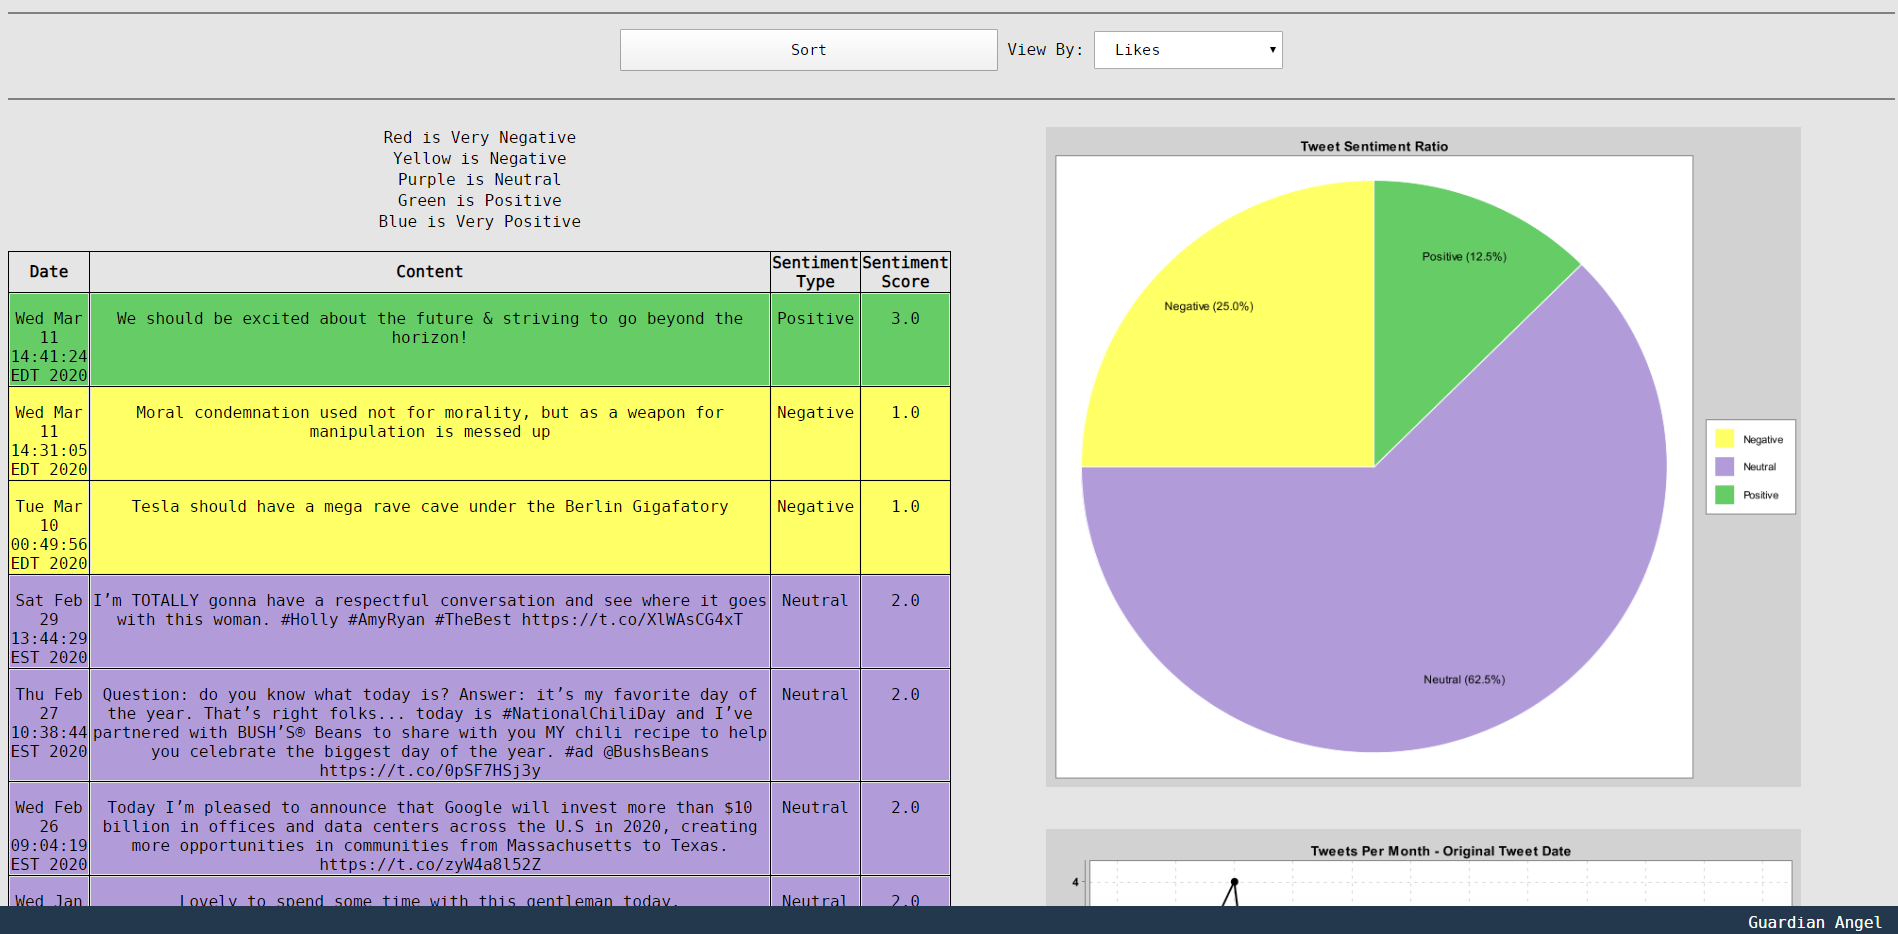 Sort View By: Likes
Red is Very Negative
Yellow is Negative
Purple is Neutral
Green is Positive
Blue is Very Positive
Date Content Sentiment Type Sentiment Score
Wed Mar 11 14:41:24 EDT 2020
We should be excited about the future & striving to go beyond the
horizon!
Positive 3.0
Wed Mar 11 14:31:05 EDT 2020
Moral condemnation used not for morality, but as a weapon for
manipulation is messed up
Negative 1.0
Tue Mar 10 00:49:56 EDT 2020
Tesla should have a mega rave cave under the Berlin Gigafatory
Negative 1.0
Sat Feb 29 13:44:29 EST 2020
I’m TOTALLY gonna have a respectful conversation and see where it goes
with this woman. #Holly #AmyRyan #TheBest https://t.co/XlWAsCG4xT
Neutral 2.0
Thu Feb 27 10:38:44 EST 2020
Question: do you know what today is? Answer: it’s my favorite day of
the year. That’s right folks... today is #NationalChiliDay and I’ve
partnered with BUSH’S® Beans to share with you MY chili recipe to help
you celebrate the biggest day of the year. #ad @BushsBeans
https://t.co/0pSF7HSj3y
Neutral 2.0
Wed Feb 26 09:04:19 EST 2020
Today I’m pleased to announce that Google will invest more than $10
billion in offices and data centers across the U.S in 2020, creating
more opportunities in communities from Massachusetts to Texas.
https://t.co/zyW4a8l52Z
Neutral 2.0
Wed Jan
Lovely to spend some time with this gentleman today.
Neutral 2.0
Tweet Sentiment Ratio
Positive (12.5%)
Negative (25.0%)
Neutral (62.5%)
Negative
Neutral
Positive
Tweets Per Month - Original Tweet Date
4
Guardian Angel